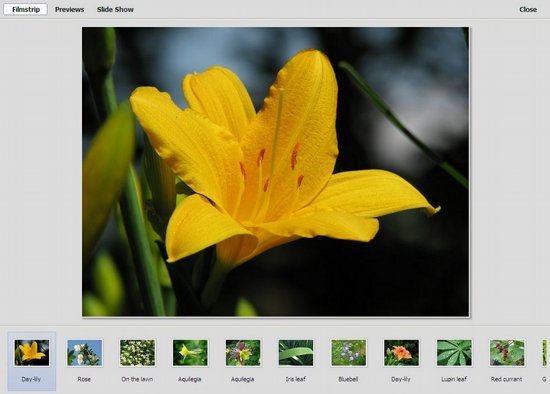 Filmstrip Previews Slide Show Close
Day-lily Rose On the lawn Aquilegia Aquilegia Iris leaf Bluebell Day-lily Lupin leaf Red currant G